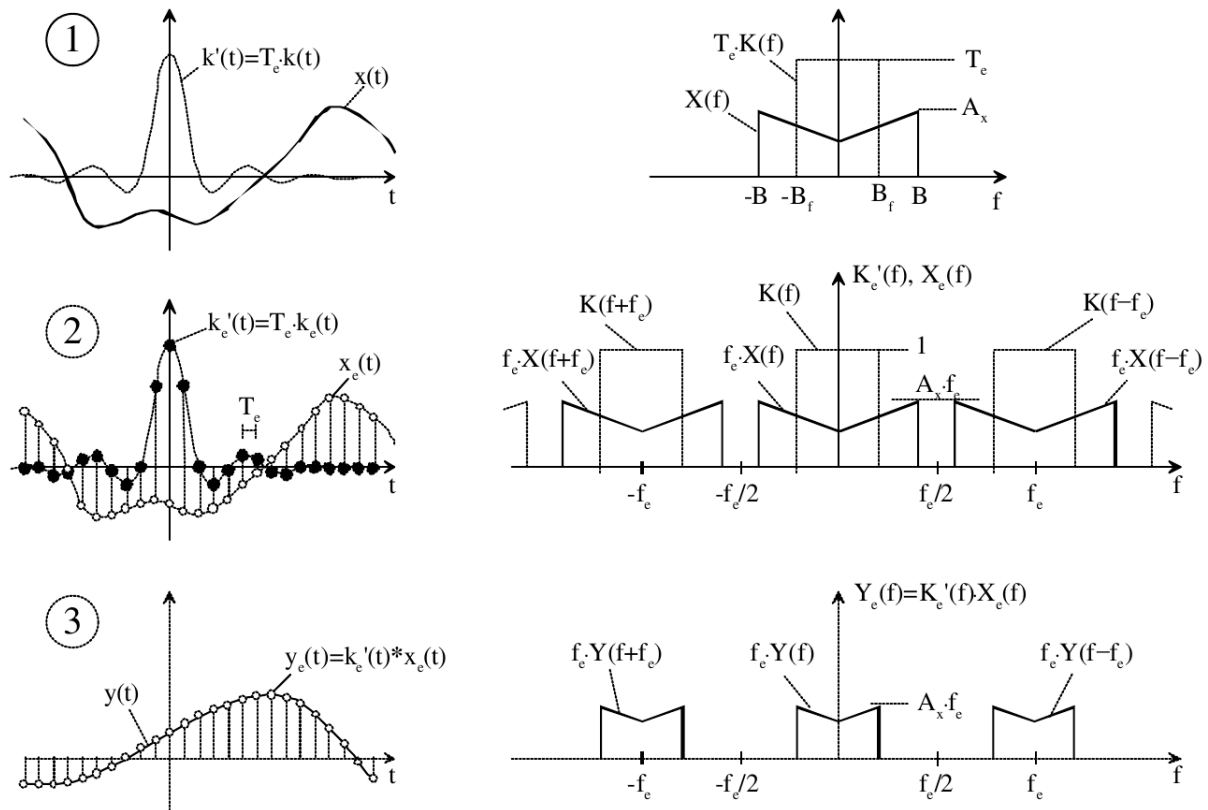 1
k'(t)=Tₑ·k(t)
x(t)
t
Tₑ·K(f)
Tₑ
X(f)
Aₓ
-B
-B_f
B_f
B
f
2
kₑ'(t)=Tₑ·kₑ(t)
xₑ(t)
Tₑ
t
Kₑ'(f), Xₑ(f)
K(f+fₑ)
K(f)
K(f−fₑ)
fₑ·X(f+fₑ)
fₑ·X(f)
1
Aₓ·fₑ
fₑ·X(f−fₑ)
-fₑ
-fₑ/2
fₑ/2
fₑ
f
3
yₑ(t)=kₑ'(t)*xₑ(t)
y(t)
t
Yₑ(f)=Kₑ'(f)·Xₑ(f)
fₑ·Y(f+fₑ)
fₑ·Y(f)
fₑ·Y(f−fₑ)
Aₓ·fₑ
-fₑ
-fₑ/2
fₑ/2
fₑ
f